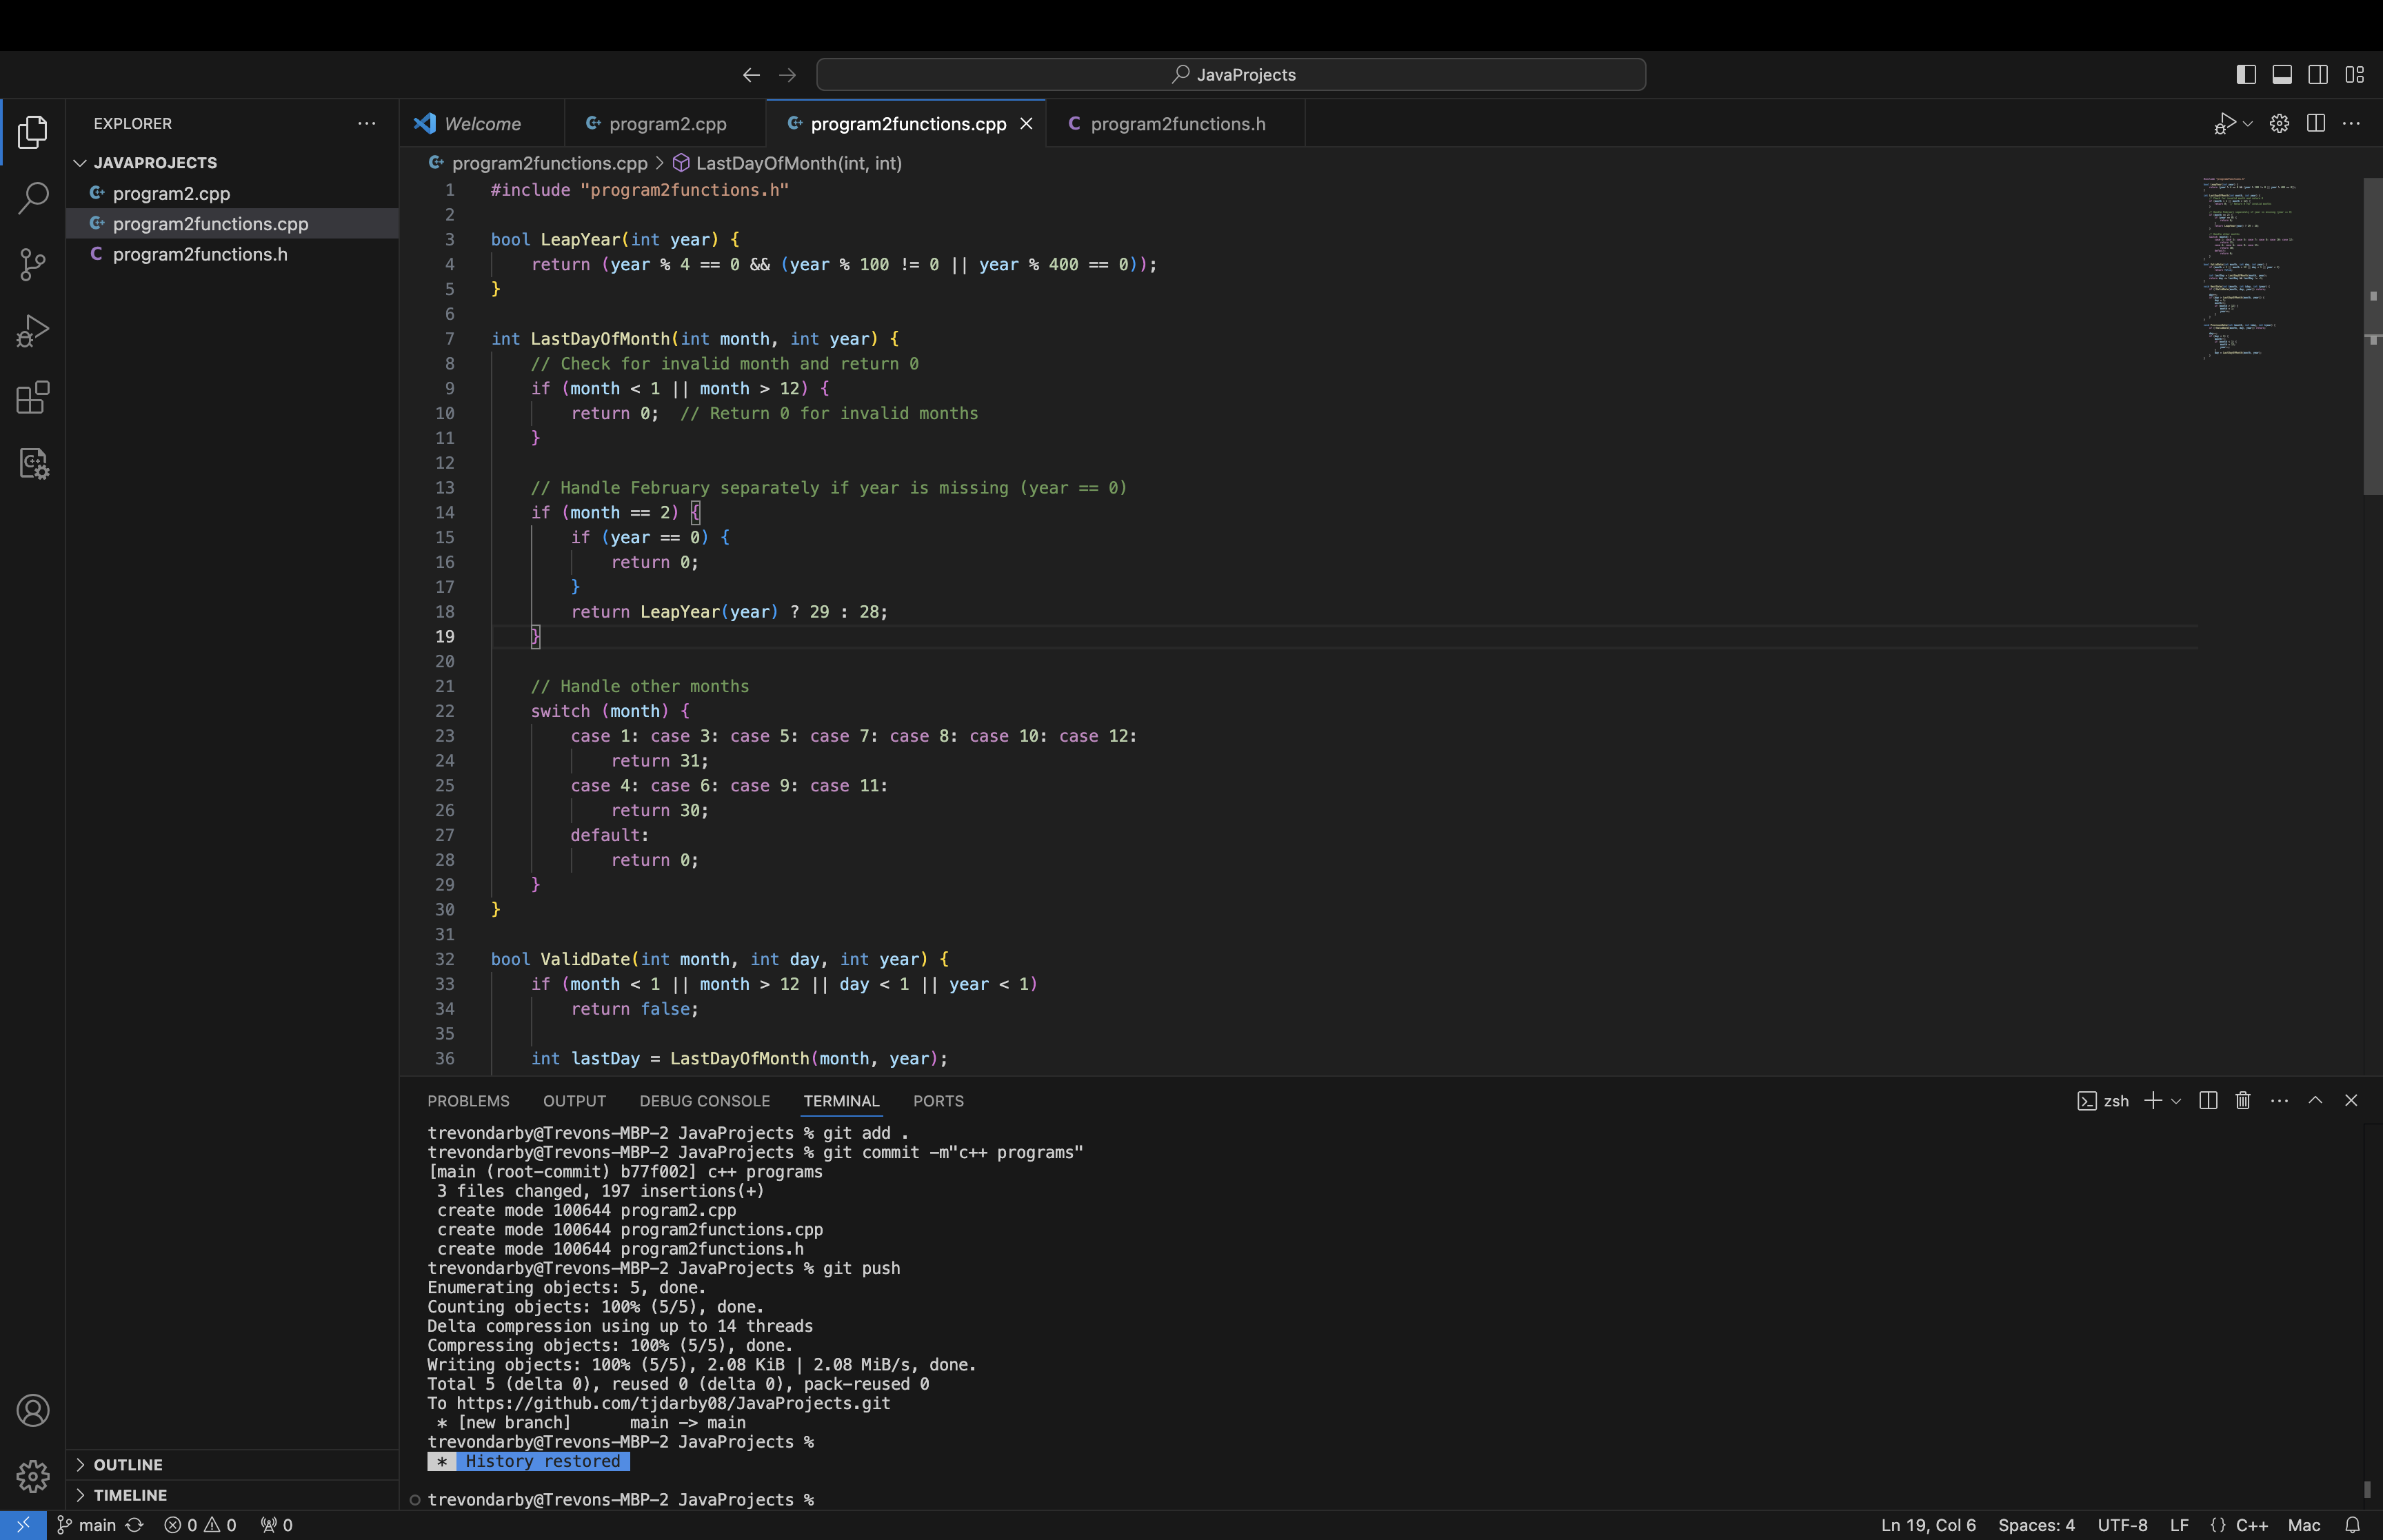 JavaProjects
EXPLORER
JAVAPROJECTS
program2.cpp
program2functions.cpp
program2functions.h
OUTLINE
TIMELINE
Welcome
program2.cpp
program2functions.cpp
program2functions.h
program2functions.cpp > LastDayOfMonth(int, int)
1 #include "program2functions.h"
2
3 bool LeapYear(int year) {
4 return (year % 4 == 0 && (year % 100 != 0 || year % 400 == 0));
5 }
6
7 int LastDayOfMonth(int month, int year) {
8 // Check for invalid month and return 0
9 if (month < 1 || month > 12) {
10 return 0; // Return 0 for invalid months
11 }
12
13 // Handle February separately if year is missing (year == 0)
14 if (month == 2) {
15 if (year == 0) {
16 return 0;
17 }
18 return LeapYear(year) ? 29 : 28;
19 }
20
21 // Handle other months
22 switch (month) {
23 case 1: case 3: case 5: case 7: case 8: case 10: case 12:
24 return 31;
25 case 4: case 6: case 9: case 11:
26 return 30;
27 default:
28 return 0;
29 }
30 }
31
32 bool ValidDate(int month, int day, int year) {
33 if (month < 1 || month > 12 || day < 1 || year < 1)
34 return false;
35
36 int lastDay = LastDayOfMonth(month, year);
PROBLEMS OUTPUT DEBUG CONSOLE TERMINAL PORTS
zsh
trevondarby@Trevons-MBP-2 JavaProjects % git add .
trevondarby@Trevons-MBP-2 JavaProjects % git commit -m"c++ programs"
[main (root-commit) b77f002] c++ programs
3 files changed, 197 insertions(+)
create mode 100644 program2.cpp
create mode 100644 program2functions.cpp
create mode 100644 program2functions.h
trevondarby@Trevons-MBP-2 JavaProjects % git push
Enumerating objects: 5, done.
Counting objects: 100% (5/5), done.
Delta compression using up to 14 threads
Compressing objects: 100% (5/5), done.
Writing objects: 100% (5/5), 2.08 KiB | 2.08 MiB/s, done.
Total 5 (delta 0), reused 0 (delta 0), pack-reused 0
To https://github.com/tjdarby08/JavaProjects.git
* [new branch] main -> main
trevondarby@Trevons-MBP-2 JavaProjects %
* History restored
trevondarby@Trevons-MBP-2 JavaProjects %
main 0 0 0
Ln 19, Col 6 Spaces: 4 UTF-8 LF {} C++ Mac